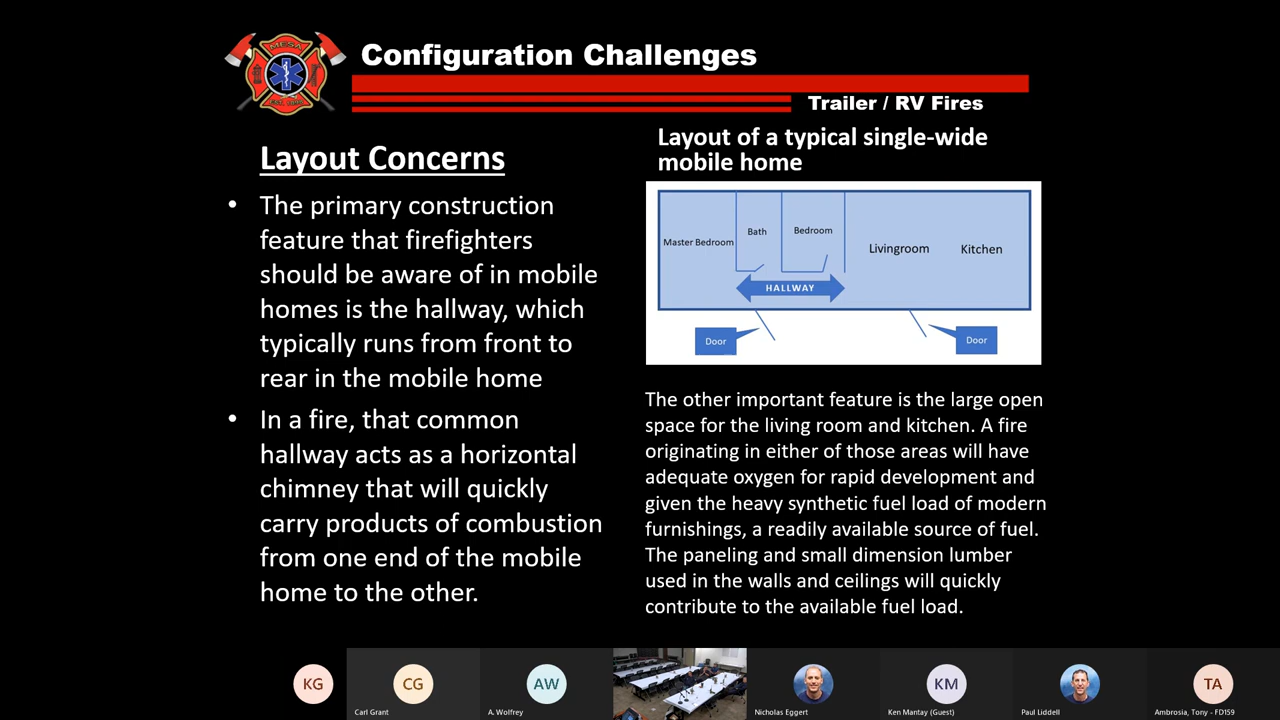 MESA
EST. 1898
Configuration Challenges
Trailer / RV Fires
Layout Concerns
• The primary construction
feature that firefighters
should be aware of in mobile
homes is the hallway, which
typically runs from front to
rear in the mobile home
• In a fire, that common
hallway acts as a horizontal
chimney that will quickly
carry products of combustion
from one end of the mobile
home to the other.
Layout of a typical single-wide
mobile home
Master Bedroom
Bath
Bedroom
Livingroom
Kitchen
HALLWAY
Door
Door
The other important feature is the large open
space for the living room and kitchen. A fire
originating in either of those areas will have
adequate oxygen for rapid development and
given the heavy synthetic fuel load of modern
furnishings, a readily available source of fuel.
The paneling and small dimension lumber
used in the walls and ceilings will quickly
contribute to the available fuel load.
KG
CG
Carl Grant
AW
A. Wolfrey
Nicholas Eggert
KM
Ken Mantay (Guest)
Paul Liddell
TA
Ambrosia, Tony - FD1S9